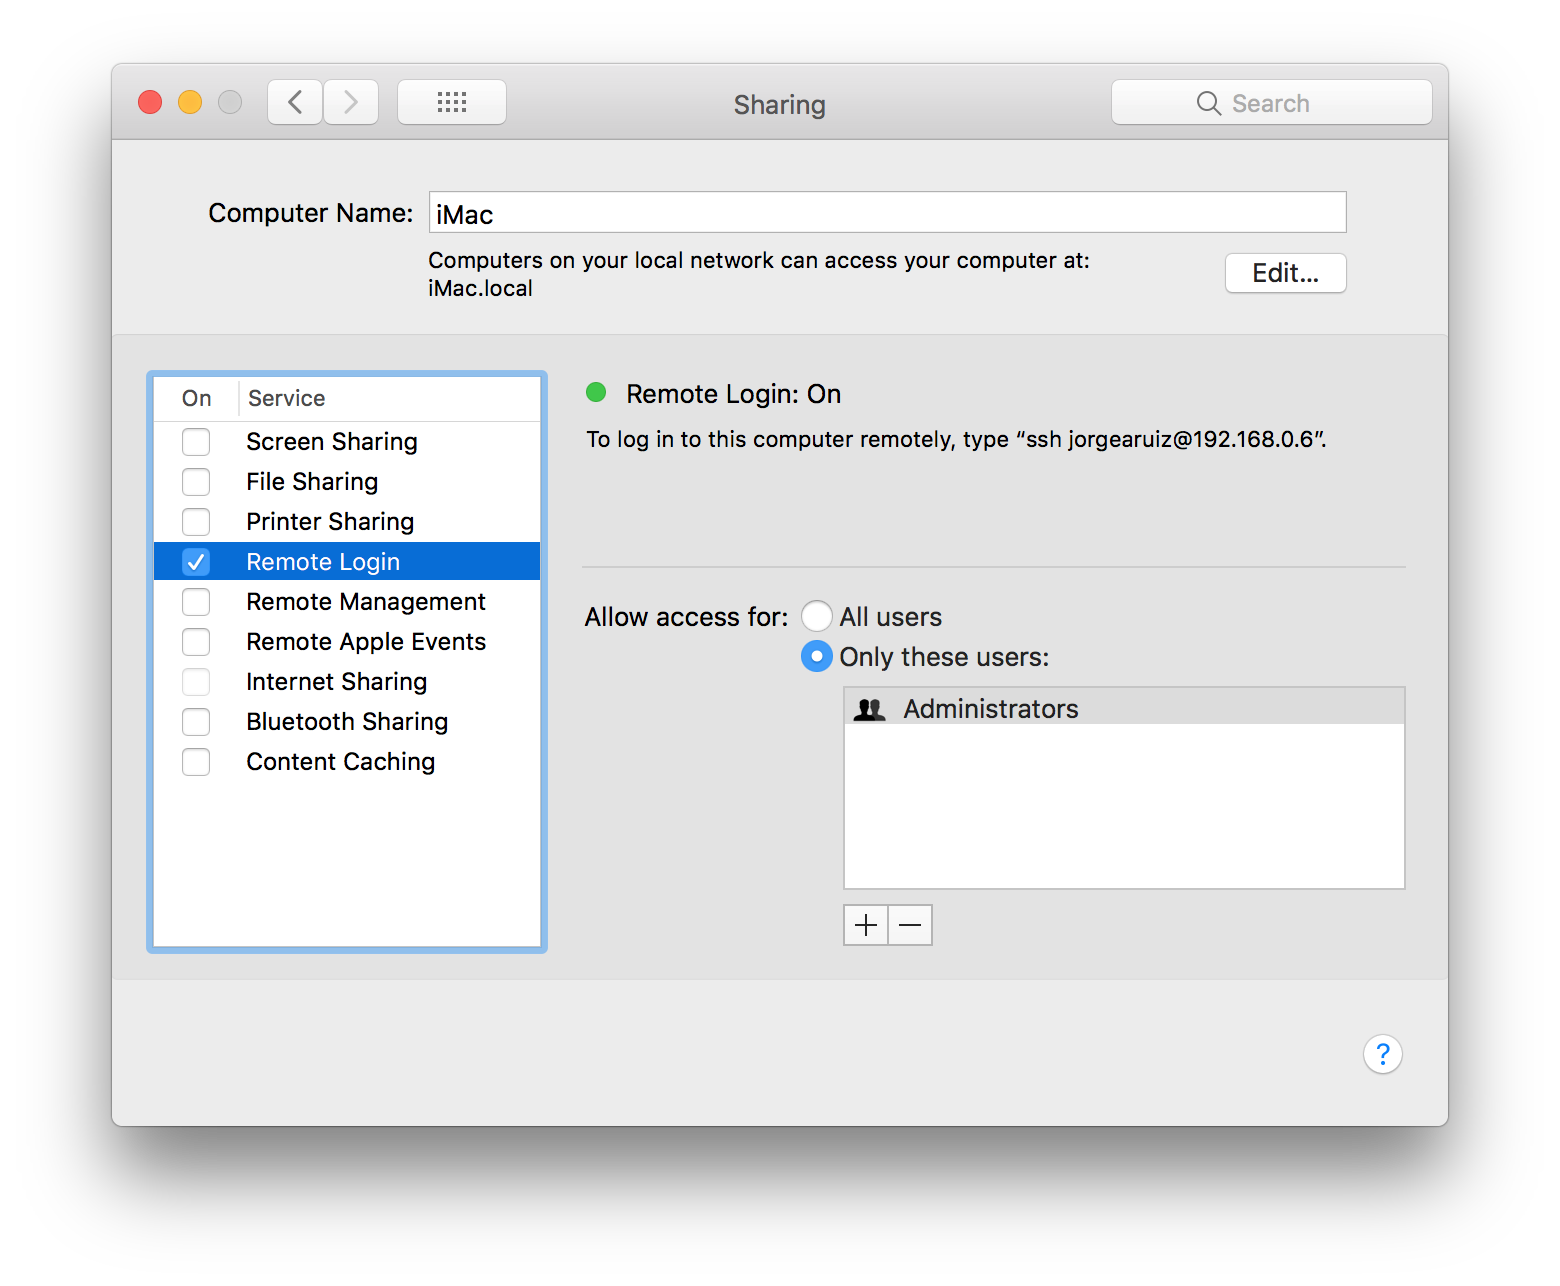 Sharing
Search
Computer Name: iMac
Computers on your local network can access your computer at:
iMac.local
Edit...
On Service
Screen Sharing
File Sharing
Printer Sharing
Remote Login
Remote Management
Remote Apple Events
Internet Sharing
Bluetooth Sharing
Content Caching
Remote Login: On
To log in to this computer remotely, type “ssh jorgearuiz@192.168.0.6”.
Allow access for: All users
Only these users:
Administrators
?